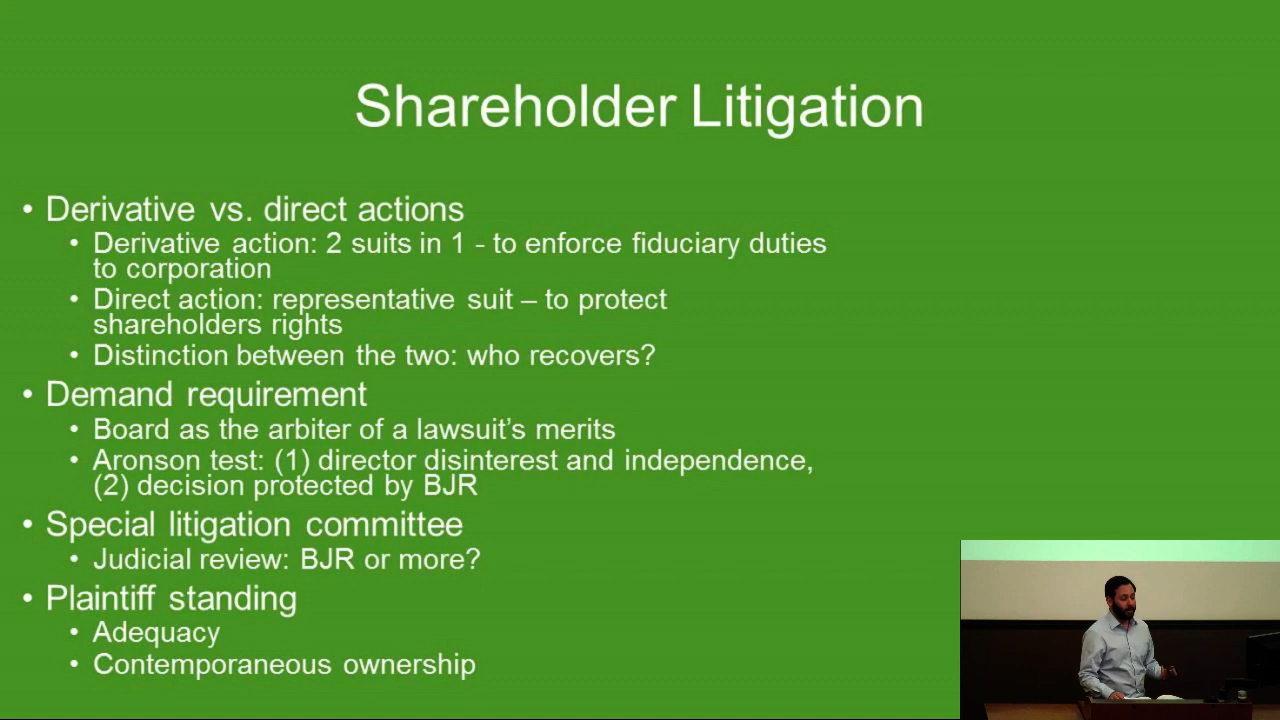 Shareholder Litigation
• Derivative vs. direct actions
• Derivative action: 2 suits in 1 - to enforce fiduciary duties
to corporation
• Direct action: representative suit – to protect
shareholders rights
• Distinction between the two: who recovers?
• Demand requirement
• Board as the arbiter of a lawsuit’s merits
• Aronson test: (1) director disinterest and independence,
(2) decision protected by BJR
• Special litigation committee
• Judicial review: BJR or more?
• Plaintiff standing
• Adequacy
• Contemporaneous ownership